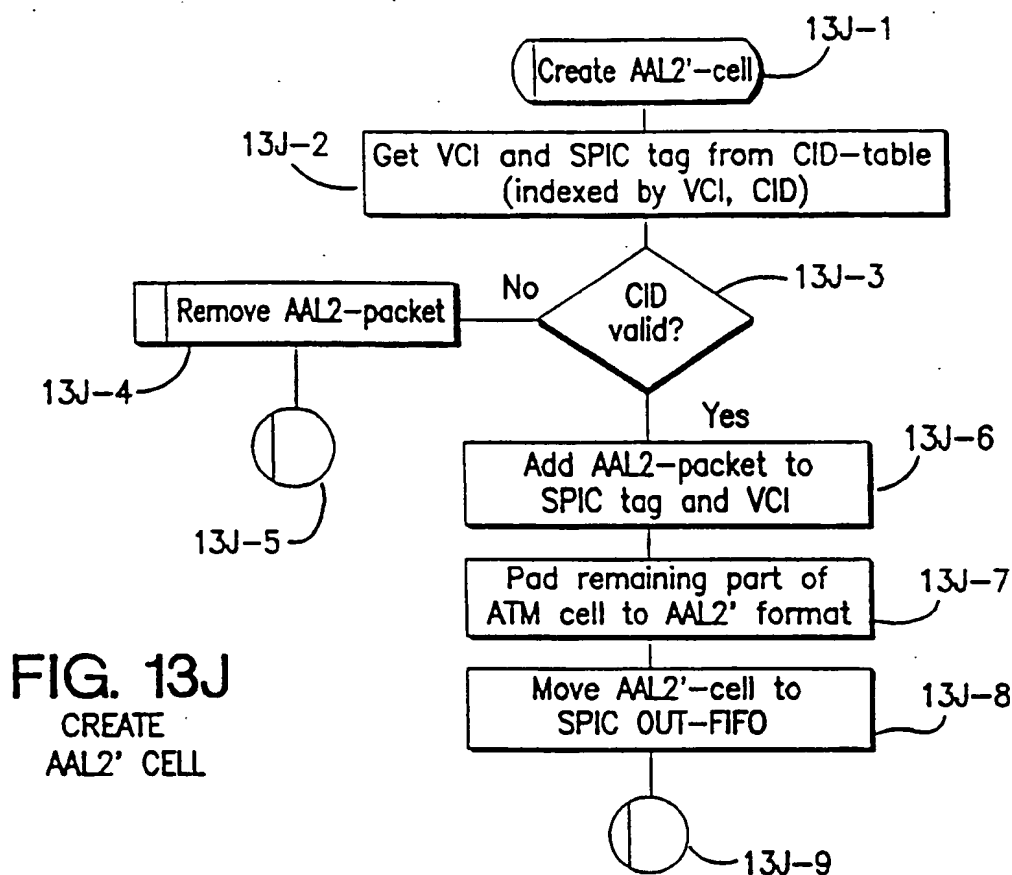 13J-1
Create AAL2'-cell
13J-2
Get VCI and SPIC tag from CID-table
(indexed by VCI, CID)
13J-3
CID
valid?
No
Remove AAL2-packet
13J-4
13J-5
Yes
13J-6
Add AAL2-packet to
SPIC tag and VCI
13J-7
Pad remaining part of
ATM cell to AAL2' format
13J-8
Move AAL2'-cell to
SPIC OUT-FIFO
13J-9
FIG. 13J
CREATE
AAL2' CELL